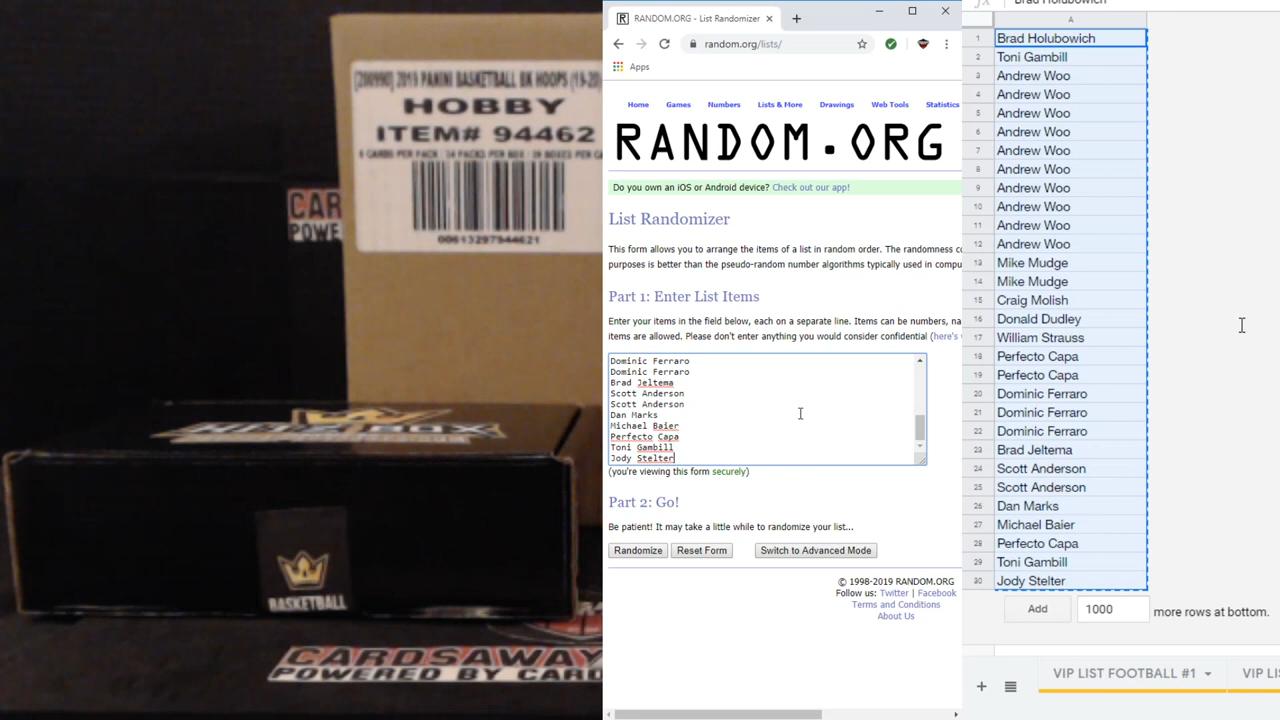 [200990] 2019 PANINI BASKETBALL BK HOOPS (19-20)
HOBBY
ITEM# 94462
BASKETBALL
CARDSAWAY
POWERED BY CARD
RANDOM.ORG - List Randomizer
random.org/lists/
Apps
Home Games Numbers Lists & More Drawings Web Tools Statistics
RANDOM.ORG
Do you own an iOS or Android device? Check out our app!
List Randomizer
This form allows you to arrange the items of a list in random order. The randomness co
purposes is better than the pseudo-random number algorithms typically used in compu
Part 1: Enter List Items
Enter your items in the field below, each on a separate line. Items can be numbers, na
items are allowed. Please don't enter anything you would consider confidential (here's
Dominic Ferraro
Dominic Ferraro
Brad Jeltema
Scott Anderson
Scott Anderson
Dan Marks
Michael Baier
Perfecto Capa
Toni Gambill
Jody Stelter
(you're viewing this form securely)
Part 2: Go!
Be patient! It may take a little while to randomize your list...
Randomize Reset Form Switch to Advanced Mode
© 1998-2019 RANDOM.ORG
Follow us: Twitter | Facebook
Terms and Conditions
About Us
Brad Holubowich
A
1 Brad Holubowich
2 Toni Gambill
3 Andrew Woo
4 Andrew Woo
5 Andrew Woo
6 Andrew Woo
7 Andrew Woo
8 Andrew Woo
9 Andrew Woo
10 Andrew Woo
11 Andrew Woo
12 Andrew Woo
13 Mike Mudge
14 Mike Mudge
15 Craig Molish
16 Donald Dudley
17 William Strauss
18 Perfecto Capa
19 Perfecto Capa
20 Dominic Ferraro
21 Dominic Ferraro
22 Dominic Ferraro
23 Brad Jeltema
24 Scott Anderson
25 Scott Anderson
26 Dan Marks
27 Michael Baier
28 Perfecto Capa
29 Toni Gambill
30 Jody Stelter
Add 1000 more rows at bottom.
VIP LIST FOOTBALL #1 VIP LI